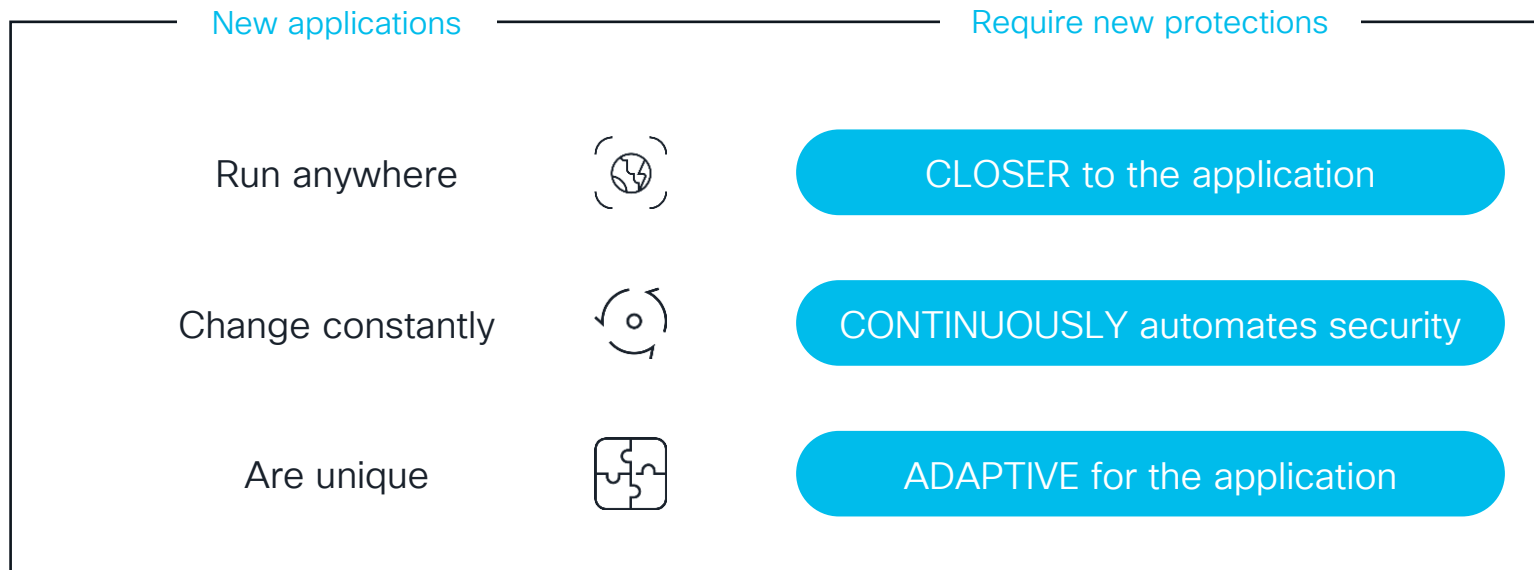 New applications
Require new protections
Run anywhere
CLOSER to the application
Change constantly
CONTINUOUSLY automates security
Are unique
ADAPTIVE for the application